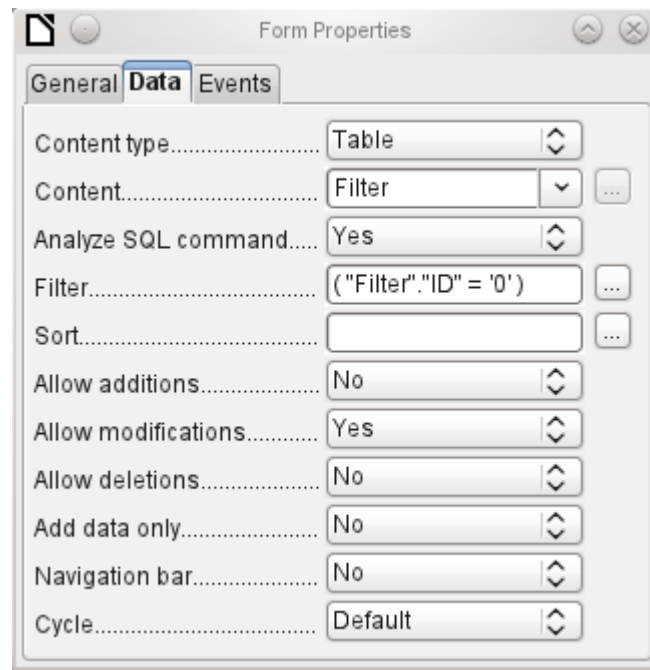 Form Properties
General Data Events
Content type........................ Table
Content................................ Filter ...
Analyze SQL command..... Yes
Filter.................................... ( "Filter"."ID" = '0' ) ...
Sort...................................... ...
Allow additions.................... No
Allow modifications............ Yes
Allow deletions.................... No
Add data only....................... No
Navigation bar..................... No
Cycle.................................... Default